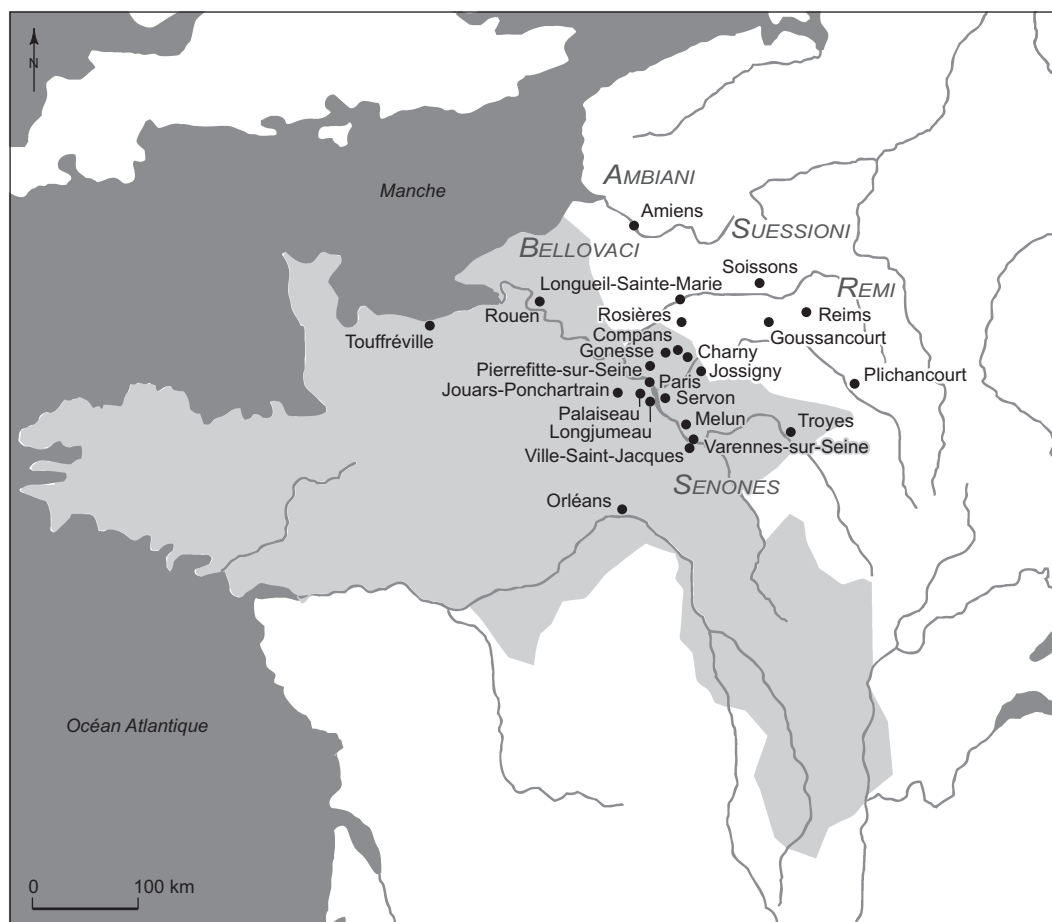 N
Manche
AMBIANI
Amiens
SUESSIONI
BELLOVACI
Soissons
Longueil-Sainte-Marie
REMI
Rouen
Rosières
Reims
Touffréville
Goussancourt
Compans
Gonesse
Charny
Pierrefitte-sur-Seine
Jossigny
Plichancourt
Paris
Jouars-Ponchartrain
Servon
Palaiseau
Melun
Troyes
Longjumeau
Varennes-sur-Seine
Ville-Saint-Jacques
SENONES
Orléans
Océan Atlantique
0 100 km